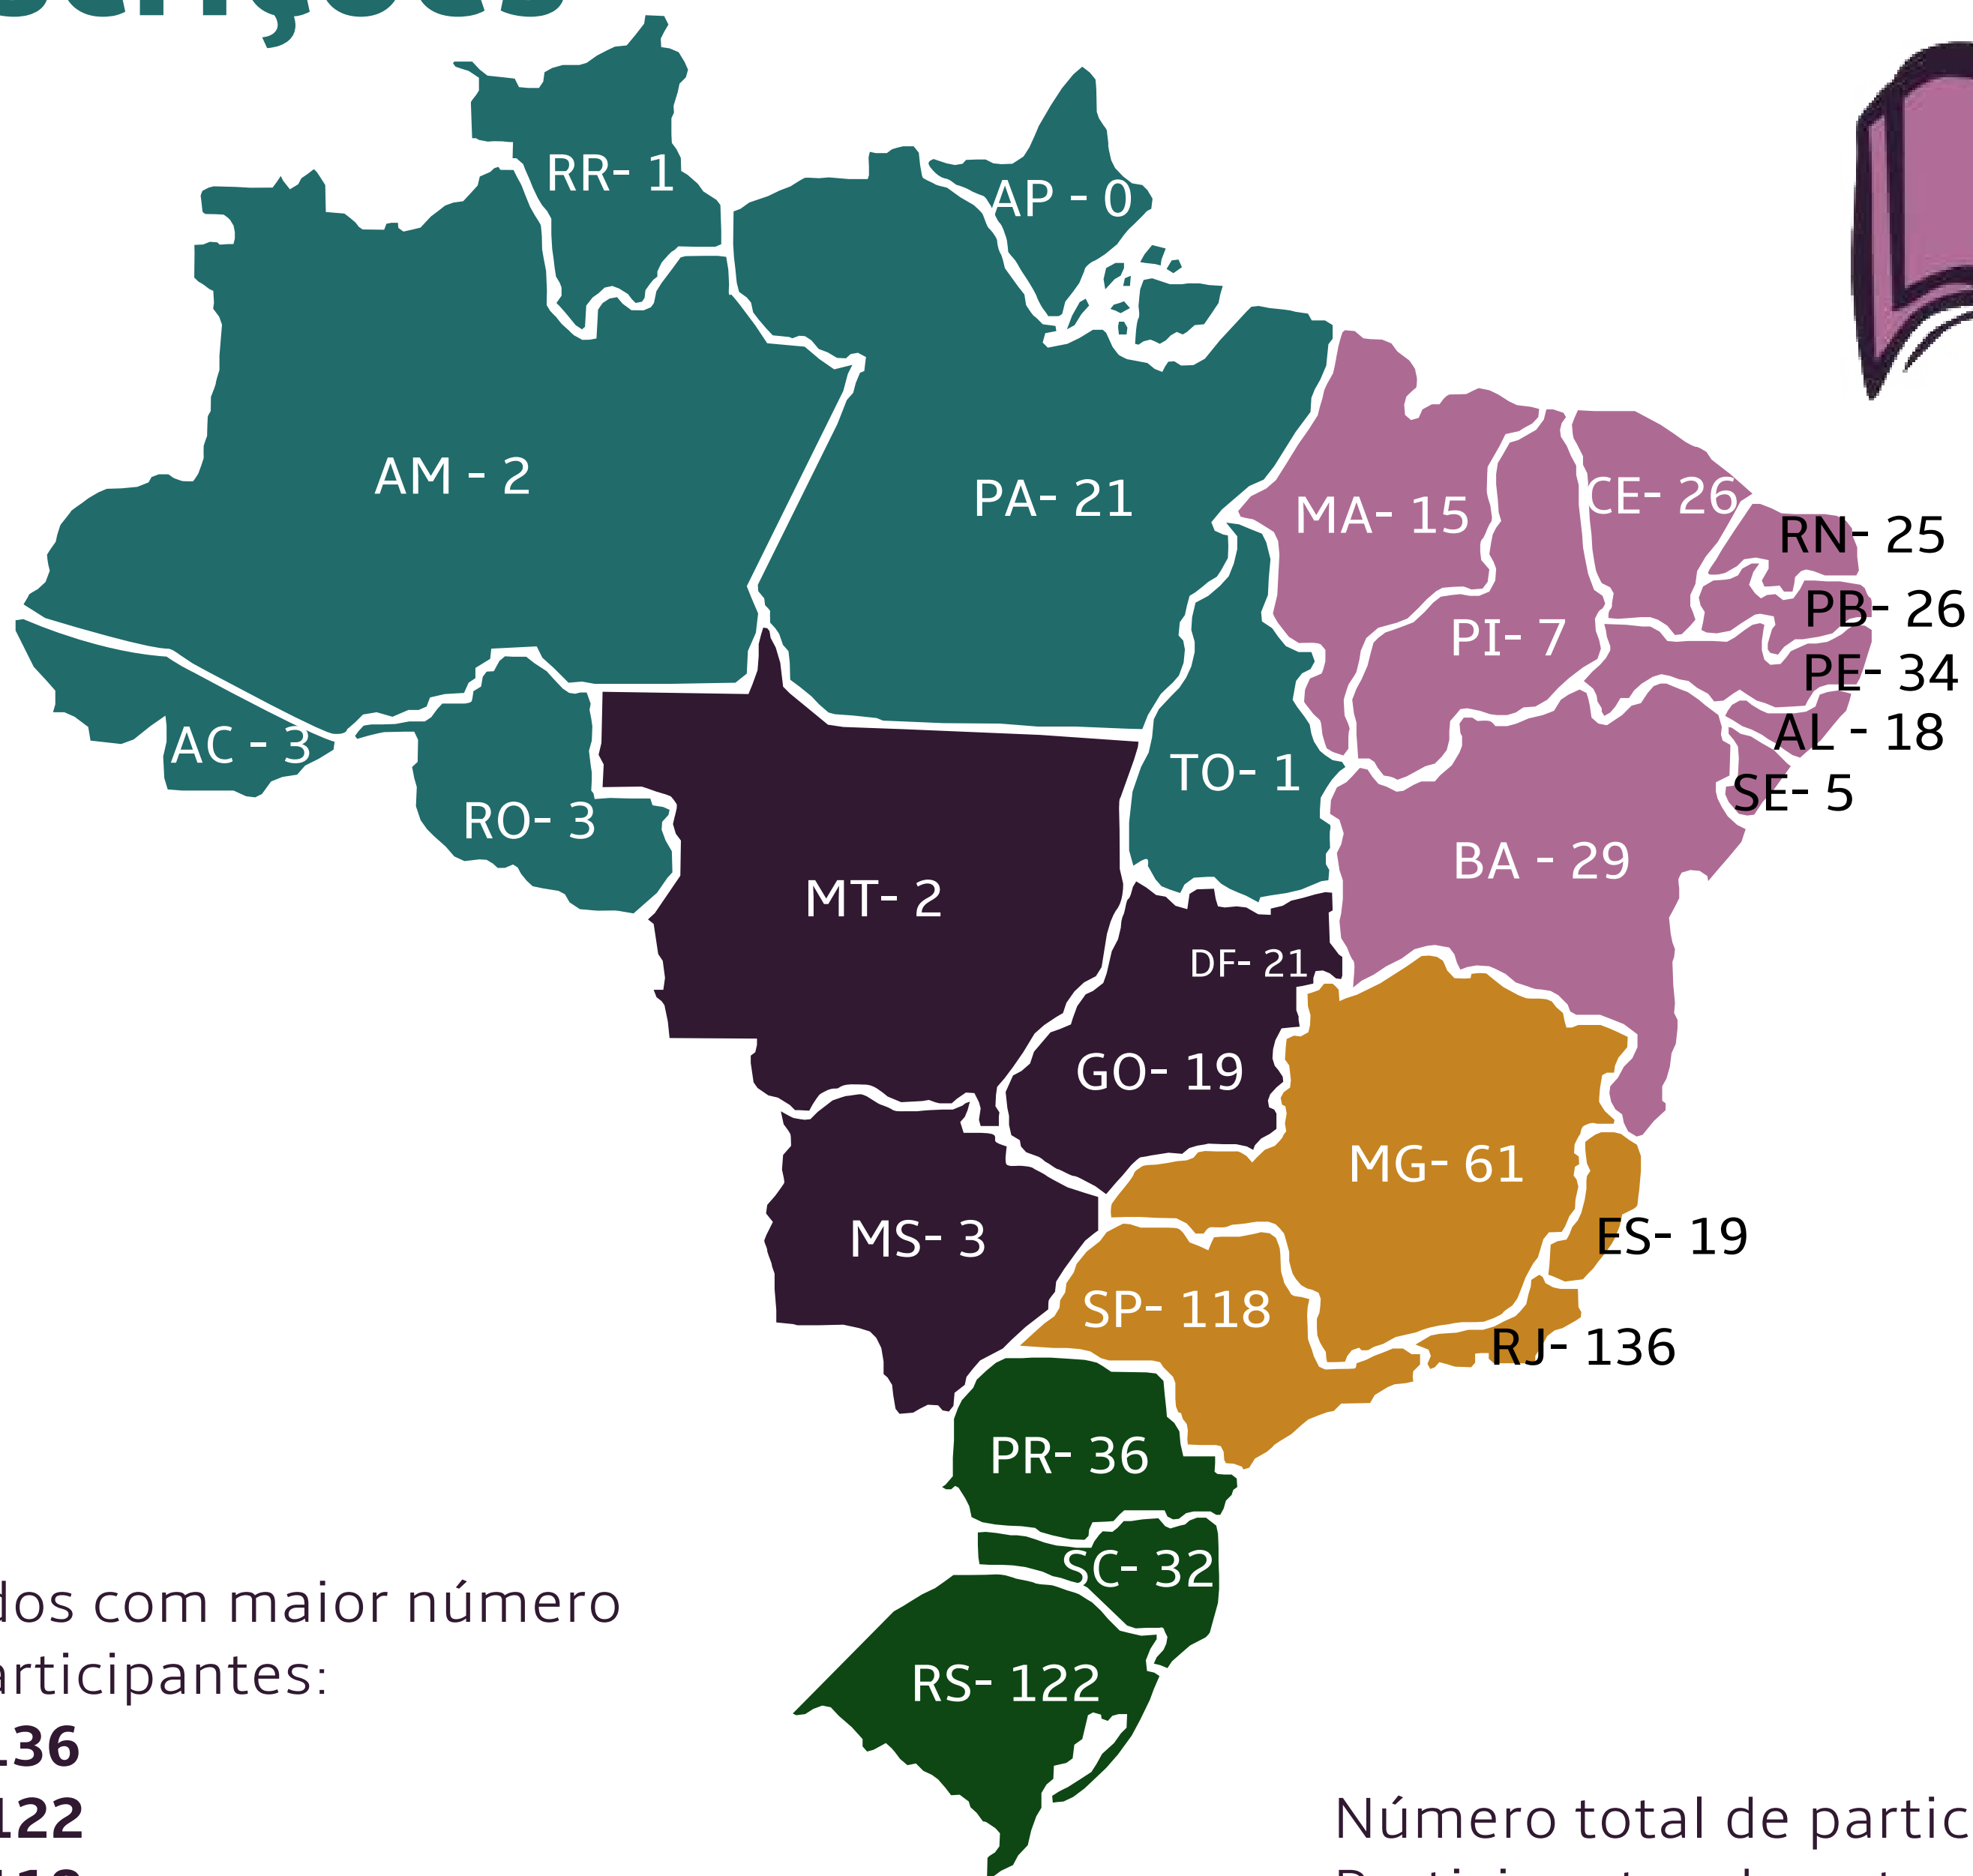 RR- 1
AP - 0
AM - 2
PA- 21
MA- 15
CE- 26
RN- 25
PB- 26
PI- 7
PE- 34
AL - 18
AC - 3
TO- 1
SE- 5
RO- 3
BA - 29
MT- 2
DF- 21
GO- 19
MG- 61
ES- 19
MS- 3
SP- 118
RJ- 136
PR- 36
SC- 32
RS- 122
com maior número
136
122
Número total de